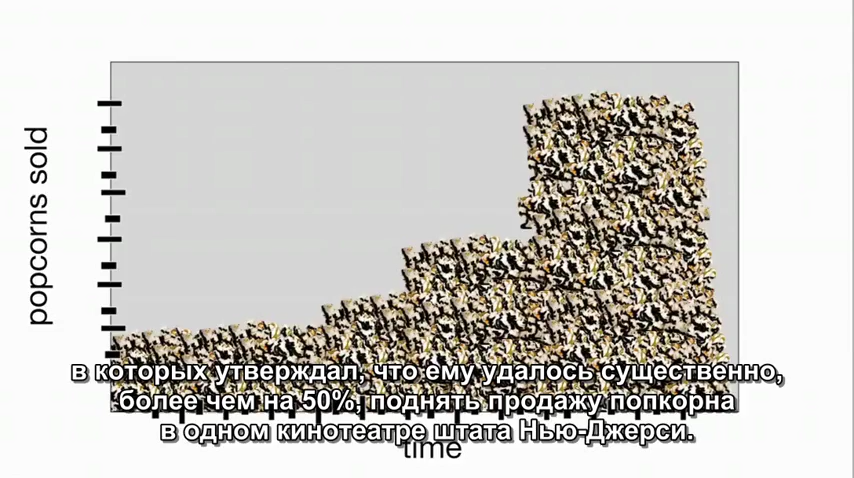 popcorns sold
в которых утверждал, что ему удалось существенно,
более чем на 50%, поднять продажу попкорна
в одном кинотеатре штата Нью-Джерси.
time